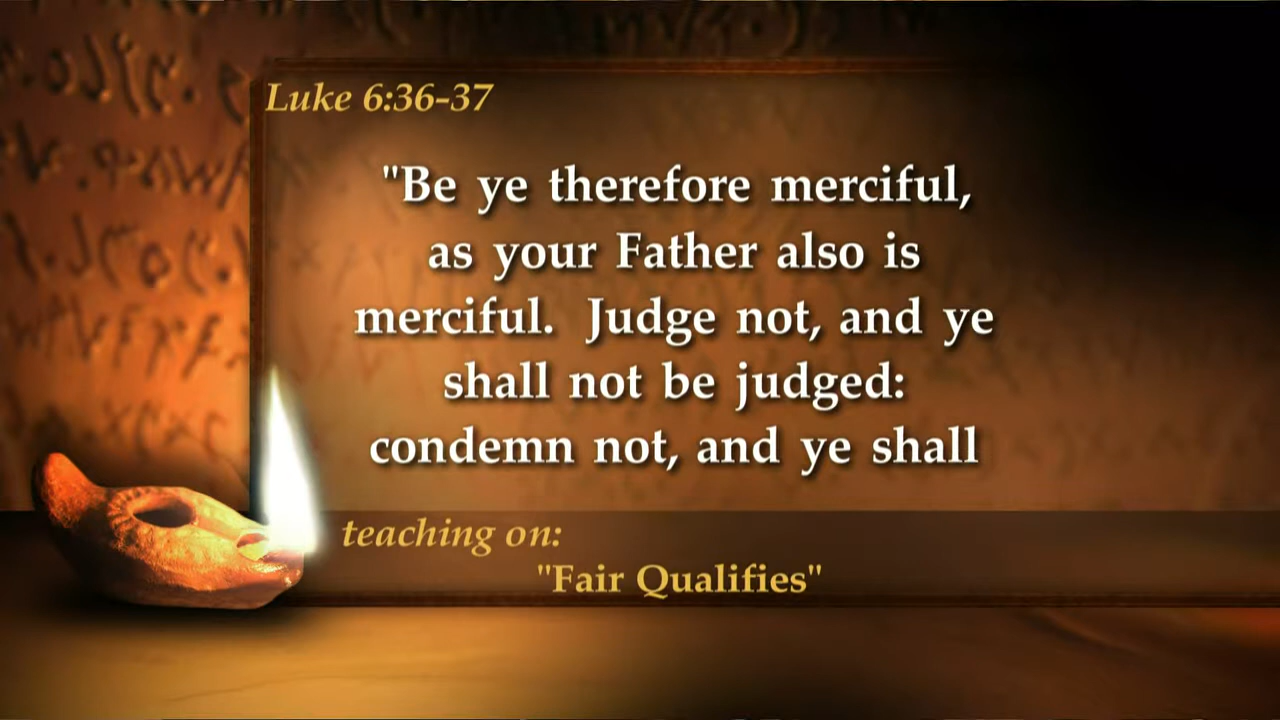 Luke 6:36-37
"Be ye therefore merciful,
as your Father also is
merciful. Judge not, and ye
shall not be judged:
condemn not, and ye shall
teaching on:
"Fair Qualifies"